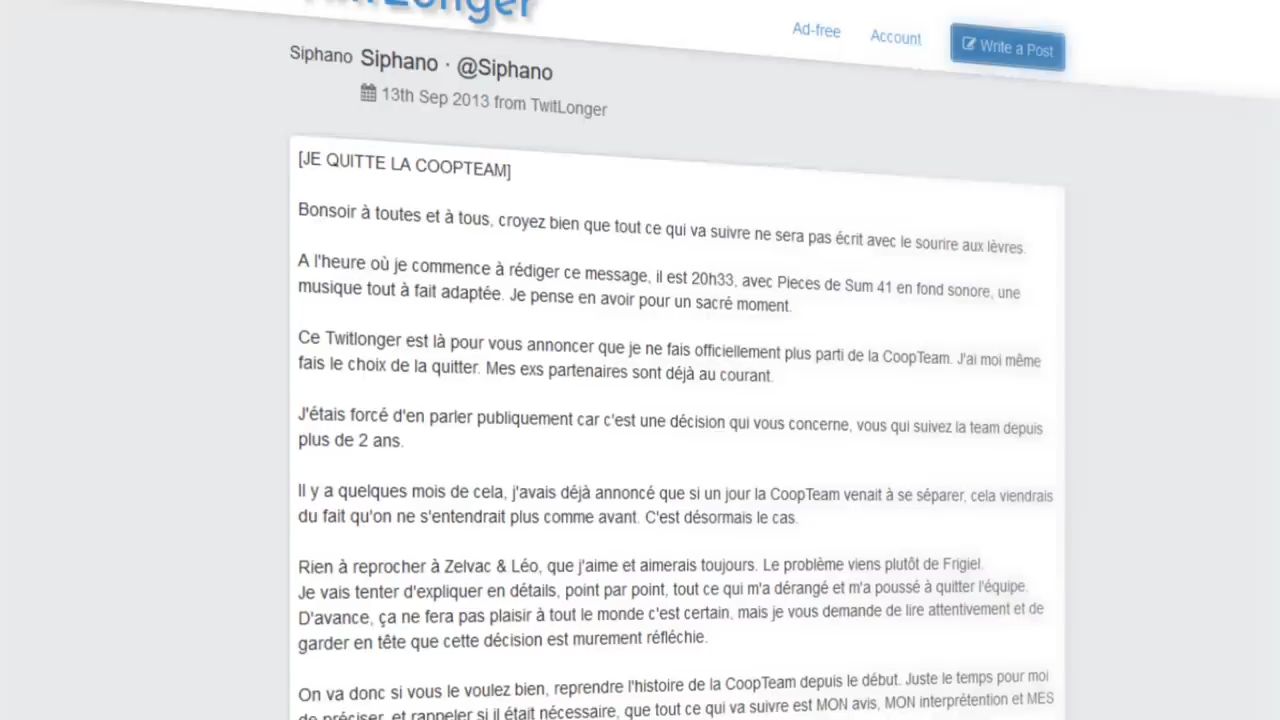 Ad-free Account Write a Post
Siphano Siphano · @Siphano
13th Sep 2013 from TwitLonger
[JE QUITTE LA COOPTEAM]
Bonsoir à toutes et à tous, croyez bien que tout ce qui va suivre ne sera pas écrit avec le sourire aux lèvres.
A l'heure où je commence à rédiger ce message, il est 20h33, avec Pieces de Sum 41 en fond sonore, une
musique tout à fait adaptée. Je pense en avoir pour un sacré moment.
Ce Twitlonger est là pour vous annoncer que je ne fais officiellement plus parti de la CoopTeam. J'ai moi même
fais le choix de la quitter. Mes exs partenaires sont déjà au courant.
J'étais forcé d'en parler publiquement car c'est une décision qui vous concerne, vous qui suivez la team depuis
plus de 2 ans.
Il y a quelques mois de cela, j'avais déjà annoncé que si un jour la CoopTeam venait à se séparer, cela viendrais
du fait qu'on ne s'entendrait plus comme avant. C'est désormais le cas.
Rien à reprocher à Zelvac & Léo, que j'aime et aimerais toujours. Le problème viens plutôt de Frigiel.
Je vais tenter d'expliquer en détails, point par point, tout ce qui m'a dérangé et m'a poussé à quitter l'équipe.
D'avance, ça ne fera pas plaisir à tout le monde c'est certain, mais je vous demande de lire attentivement et de
garder en tête que cette décision est murement réfléchie.
On va donc si vous le voulez bien, reprendre l'histoire de la CoopTeam depuis le début. Juste le temps pour moi
de préciser, et rappeler si il était nécessaire, que tout ce qui va suivre est MON avis, MON interprétention et MES